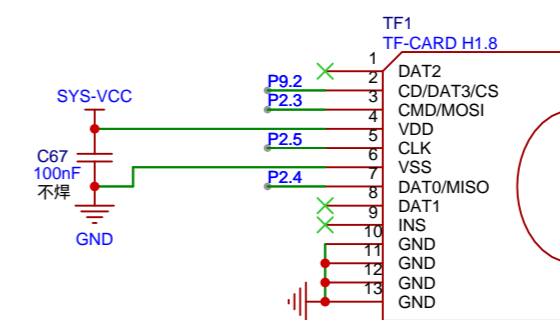 TF1
TF-CARD H1.8
1
DAT2
P9.2
2
CD/DAT3/CS
P2.3
3
CMD/MOSI
SYS-VCC
4
VDD
P2.5
5
CLK
C67
100nF
不焊
6
VSS
P2.4
7
DAT0/MISO
8
DAT1
9
INS
GND
10
GND
11
GND
12
GND
13
GND